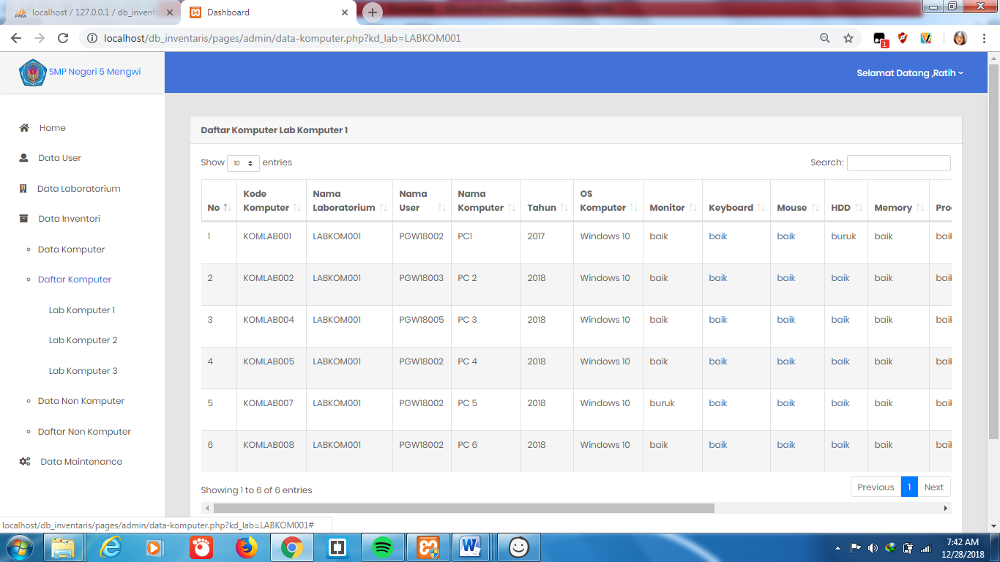 localhost / 127.0.0.1 / db_invento
Dashboard
localhost/db_inventaris/pages/admin/data-komputer.php?kd_lab=LABKOM001
1
SMP Negeri 5 Mengwi
Selamat Datang ,Ratih
Home
Data User
Data Laboratorium
Data Inventori
Data Komputer
Daftar Komputer
Lab Komputer 1
Lab Komputer 2
Lab Komputer 3
Data Non Komputer
Daftar Non Komputer
Data Maintenance
Daftar Komputer Lab Komputer 1
Show 10 entries
Search:
No Kode Komputer Nama Laboratorium Nama User Nama Komputer Tahun OS Komputer Monitor Keyboard Mouse HDD Memory Proc
1 KOMLAB001 LABKOM001 PGW18002 PC1 2017 Windows 10 baik baik baik buruk baik baik
2 KOMLAB002 LABKOM001 PGW18003 PC 2 2018 Windows 10 baik baik baik baik baik baik
3 KOMLAB004 LABKOM001 PGW18005 PC 3 2018 Windows 10 baik baik baik baik baik baik
4 KOMLAB005 LABKOM001 PGW18002 PC 4 2018 Windows 10 baik baik baik baik baik baik
5 KOMLAB007 LABKOM001 PGW18002 PC 5 2018 Windows 10 buruk baik baik baik baik baik
6 KOMLAB008 LABKOM001 PGW18002 PC 6 2018 Windows 10 baik baik baik baik baik baik
Showing 1 to 6 of 6 entries
Previous 1 Next
localhost/db_inventaris/pages/admin/data-komputer.php?kd_lab=LABKOM001#
7:42 AM
12/28/2018